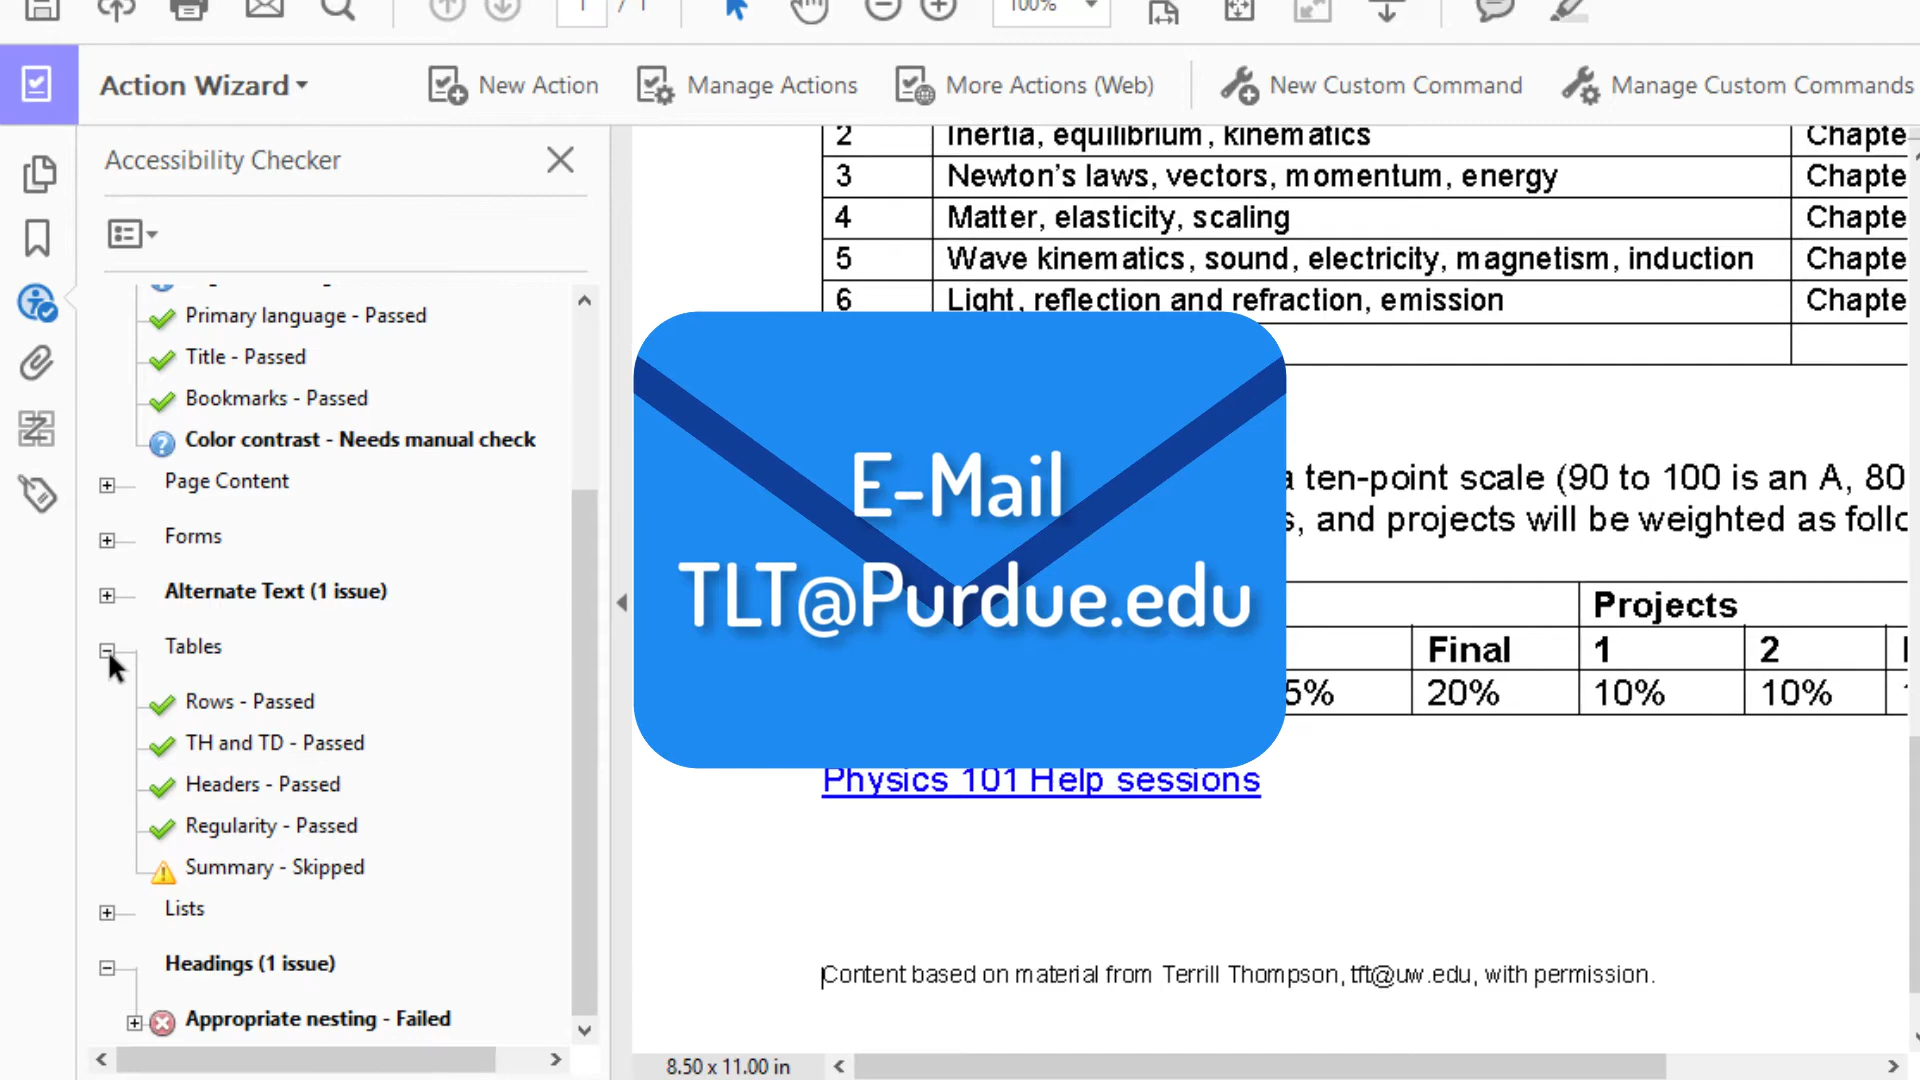 1 / 1
100%
Action Wizard
New Action
Manage Actions
More Actions (Web)
New Custom Command
Manage Custom Commands
Accessibility Checker
Primary language - Passed
Title - Passed
Bookmarks - Passed
Color contrast - Needs manual check
Page Content
Forms
Alternate Text (1 issue)
Tables
Rows - Passed
TH and TD - Passed
Headers - Passed
Regularity - Passed
Summary - Skipped
Lists
Headings (1 issue)
Appropriate nesting - Failed
2 Inertia, equilibrium, kinematics Chapte
3 Newton's laws, vectors, momentum, energy Chapte
4 Matter, elasticity, scaling Chapte
5 Wave kinematics, sound, electricity, magnetism, induction Chapte
6 Light, reflection and refraction, emission Chapte
E-Mail
TLT@Purdue.edu
a ten-point scale (90 to 100 is an A, 80
s, and projects will be weighted as follo
Projects
Final 1 2
5% 20% 10% 10%
Physics 101 Help sessions
Content based on material from Terrill Thompson, tft@uw.edu, with permission.
8.50 x 11.00 in